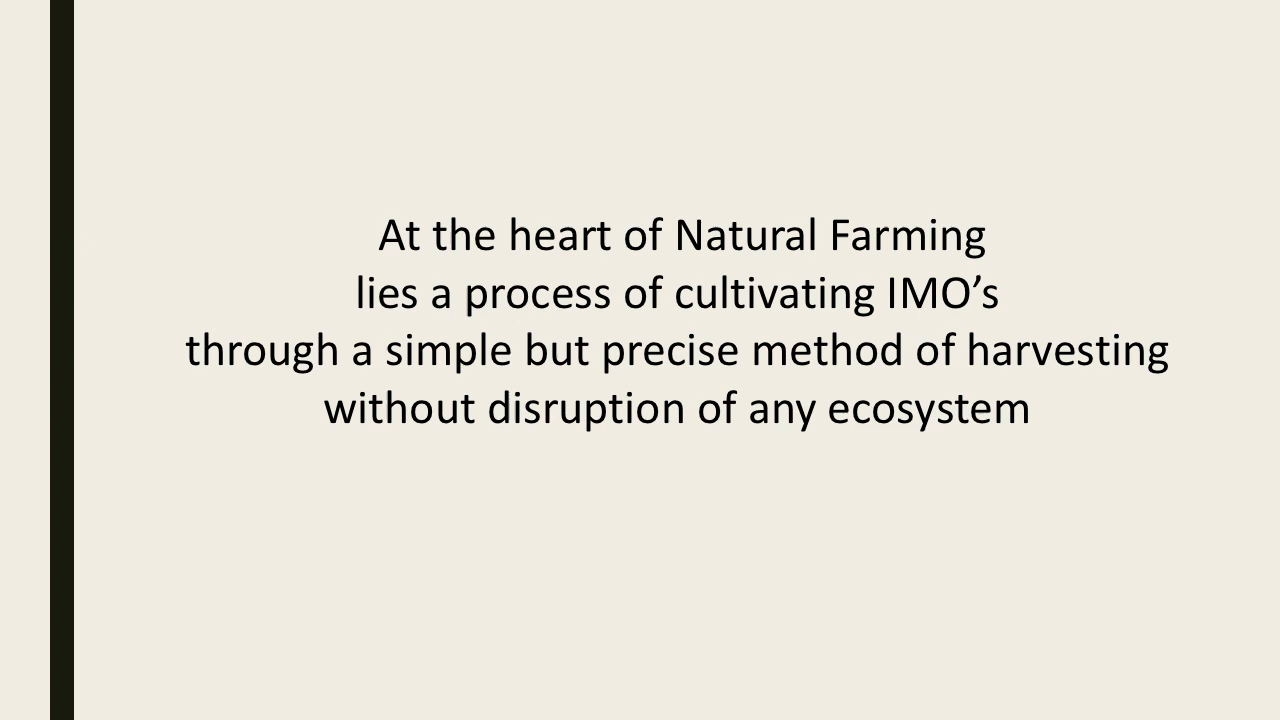 At the heart of Natural Farming
lies a process of cultivating IMO’s
through a simple but precise method of harvesting
without disruption of any ecosystem